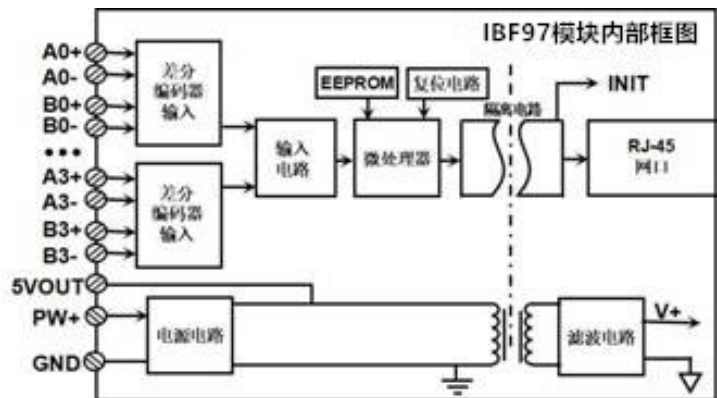 IBF97模块内部框图
A0+
A0-
B0+
B0-
•••
A3+
A3-
B3+
B3-
5VOUT
PW+
GND
差分
编码器
输入
差分
编码器
输入
输入
电路
EEPROM
复位电路
微处理器
隔离电路
INIT
RJ-45
网口
电源电路
滤波电路
V+